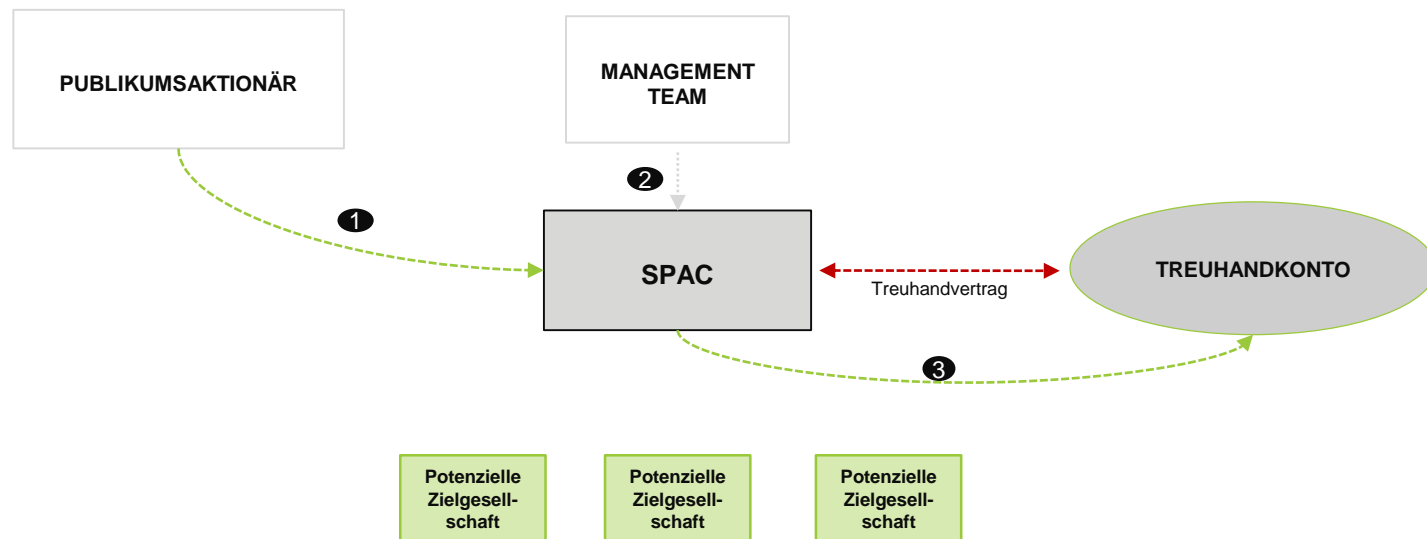 PUBLIKUMSAKTIONÄR
MANAGEMENT
TEAM
2
1
SPAC
Treuhandvertrag
TREUHANDKONTO
3
Potenzielle
Zielgesell-
schaft
Potenzielle
Zielgesell-
schaft
Potenzielle
Zielgesell-
schaft